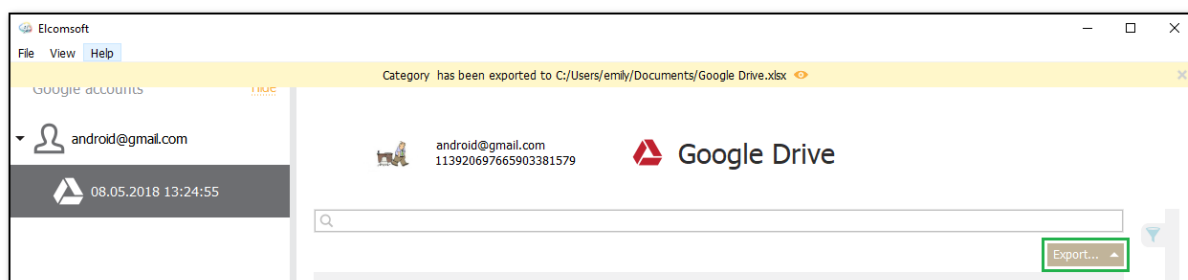 Elcomsoft
File View Help
Category has been exported to C:/Users/emily/Documents/Google Drive.xlsx
Google accounts hide
android@gmail.com
08.05.2018 13:24:55
android@gmail.com
113920697665903381579
Google Drive
Export...